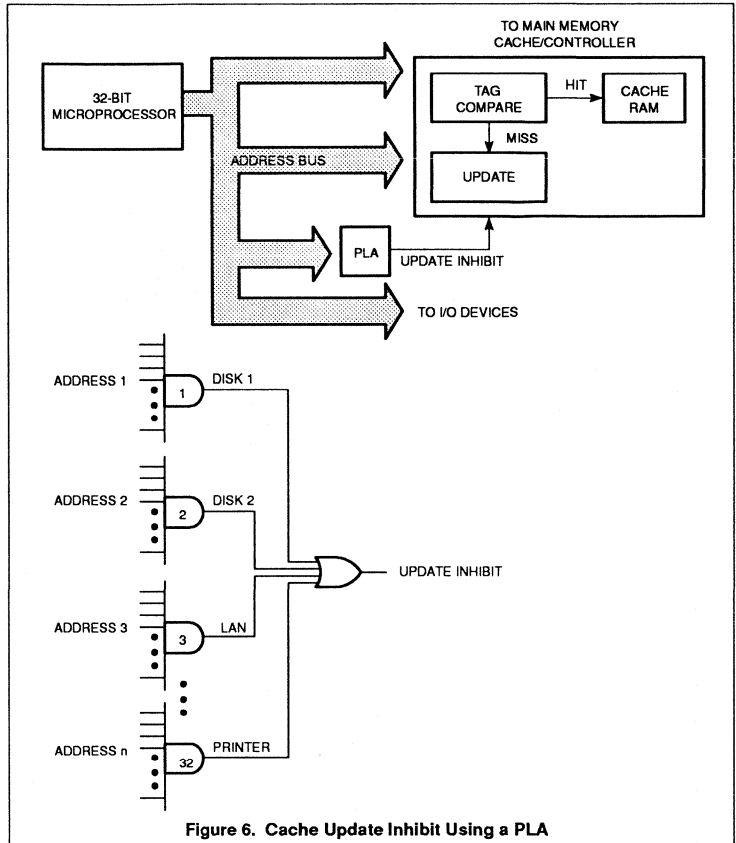 TO MAIN MEMORY
CACHE/CONTROLLER
32-BIT
MICROPROCESSOR
TAG
COMPARE
HIT
CACHE
RAM
MISS
UPDATE
ADDRESS BUS
PLA
UPDATE INHIBIT
TO I/O DEVICES
ADDRESS 1
1
DISK 1
ADDRESS 2
2
DISK 2
UPDATE INHIBIT
ADDRESS 3
3
LAN
ADDRESS n
32
PRINTER
Figure 6. Cache Update Inhibit Using a PLA